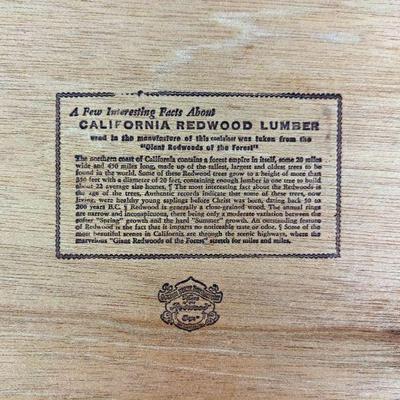 A Few Interesting Facts About
CALIFORNIA REDWOOD LUMBER
used in the manufacture of this container was taken from the
"Giant Redwoods of the Forest"
The northern coast of California contains a forest empire in itself, some 20 miles
wide and 450 miles long, made up of the tallest, largest and oldest trees to be
found in the world. Some of these Redwood trees grow to a height of more than
350 feet with a diameter of 20 feet, containing enough lumber in one tree to build
about 22 average size homes. ¶ The most interesting fact about the Redwoods is
the age of the trees. Authentic records indicate that some of these trees, now
living, were healthy young saplings before Christ was born, dating back 50 to
200 years B.C. ¶ Redwood is generally a close-grained wood. The annual rings
are narrow and inconspicuous, there being only a moderate variation between the
softer "Spring" growth and the hard "Summer" growth. An outstanding feature
of Redwood is the fact that it imparts no noticeable taste or odor. ¶ Some of the
most beautiful scenes in California are through the scenic highways, where the
marvelous "Giant Redwoods of the Forest" stretch for miles and miles.
Redwood